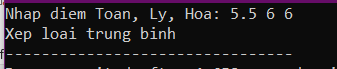 Nhap diem Toan, Ly, Hoa: 5.5 6 6
Xep loai trung binh
--------------------------------